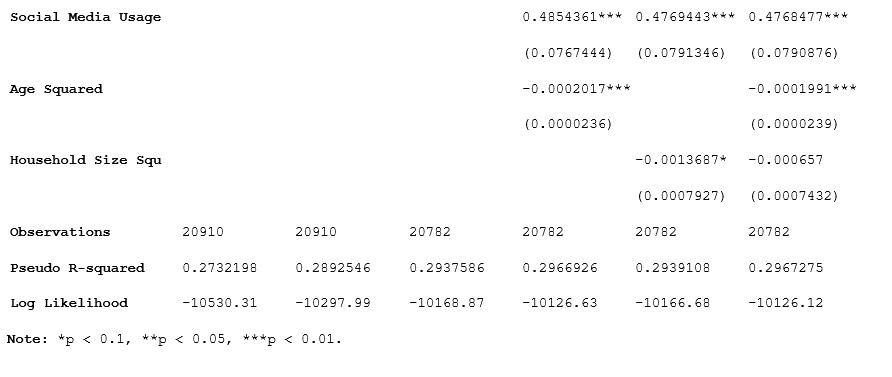 Social Media Usage 0.4854361*** 0.4769443*** 0.4768477***
(0.0767444) (0.0791346) (0.0790876)
Age Squared -0.0002017*** -0.0001991***
(0.0000236) (0.0000239)
Household Size Squ -0.0013687* -0.000657
(0.0007927) (0.0007432)
Observations 20910 20910 20782 20782 20782 20782
Pseudo R-squared 0.2732198 0.2892546 0.2937586 0.2966926 0.2939108 0.2967275
Log Likelihood -10530.31 -10297.99 -10168.87 -10126.63 -10166.68 -10126.12
Note: *p < 0.1, **p < 0.05, ***p < 0.01.